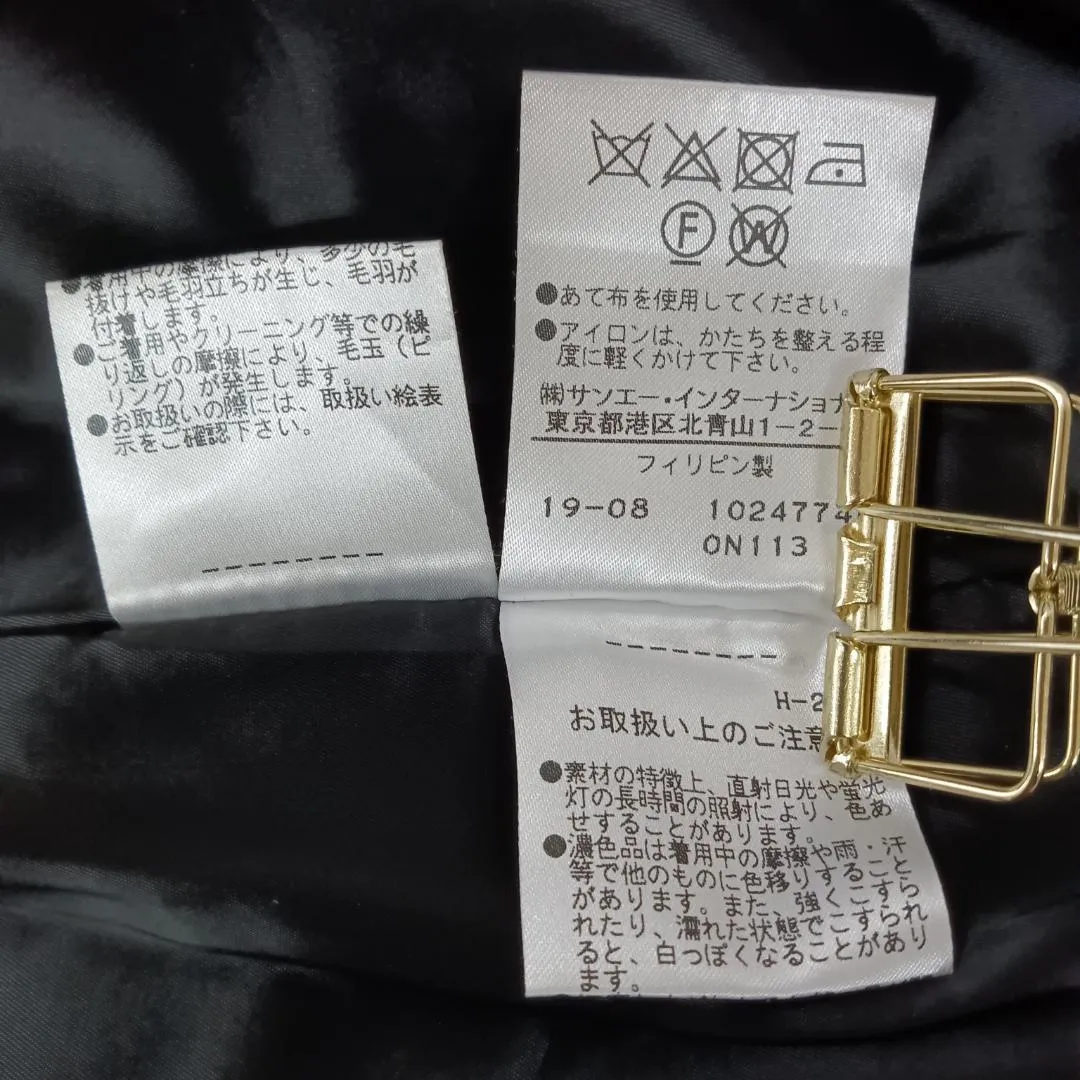 着用中の摩擦により、多少の毛
抜けや毛羽立ちが生じ、毛羽が
付着します。
●ご着用やクリーニング等での繰
り返しの摩擦により、毛玉（ピ
リング）が発生します。
●お取扱いの際には、取扱い絵表
示をご確認下さい。
F W
●あて布を使用してください。
●アイロンは、かたちを整える程
度に軽くかけて下さい。
㈱サンエー・インターナショナ
東京都港区北青山1-2-
フィリピン製
19-08 1024774
ON113
H-2
お取扱い上のご注意
●素材の特徴上、直射日光や蛍光
灯の長時間の照射により、色あ
せすることがあります。
●濃色品は着用中の摩擦や雨・汗
等で他のものに色移りすること
があります。また、強くこすら
れたり、濡れた状態でこすられ
ると、白っぽくなることがあり
ます。